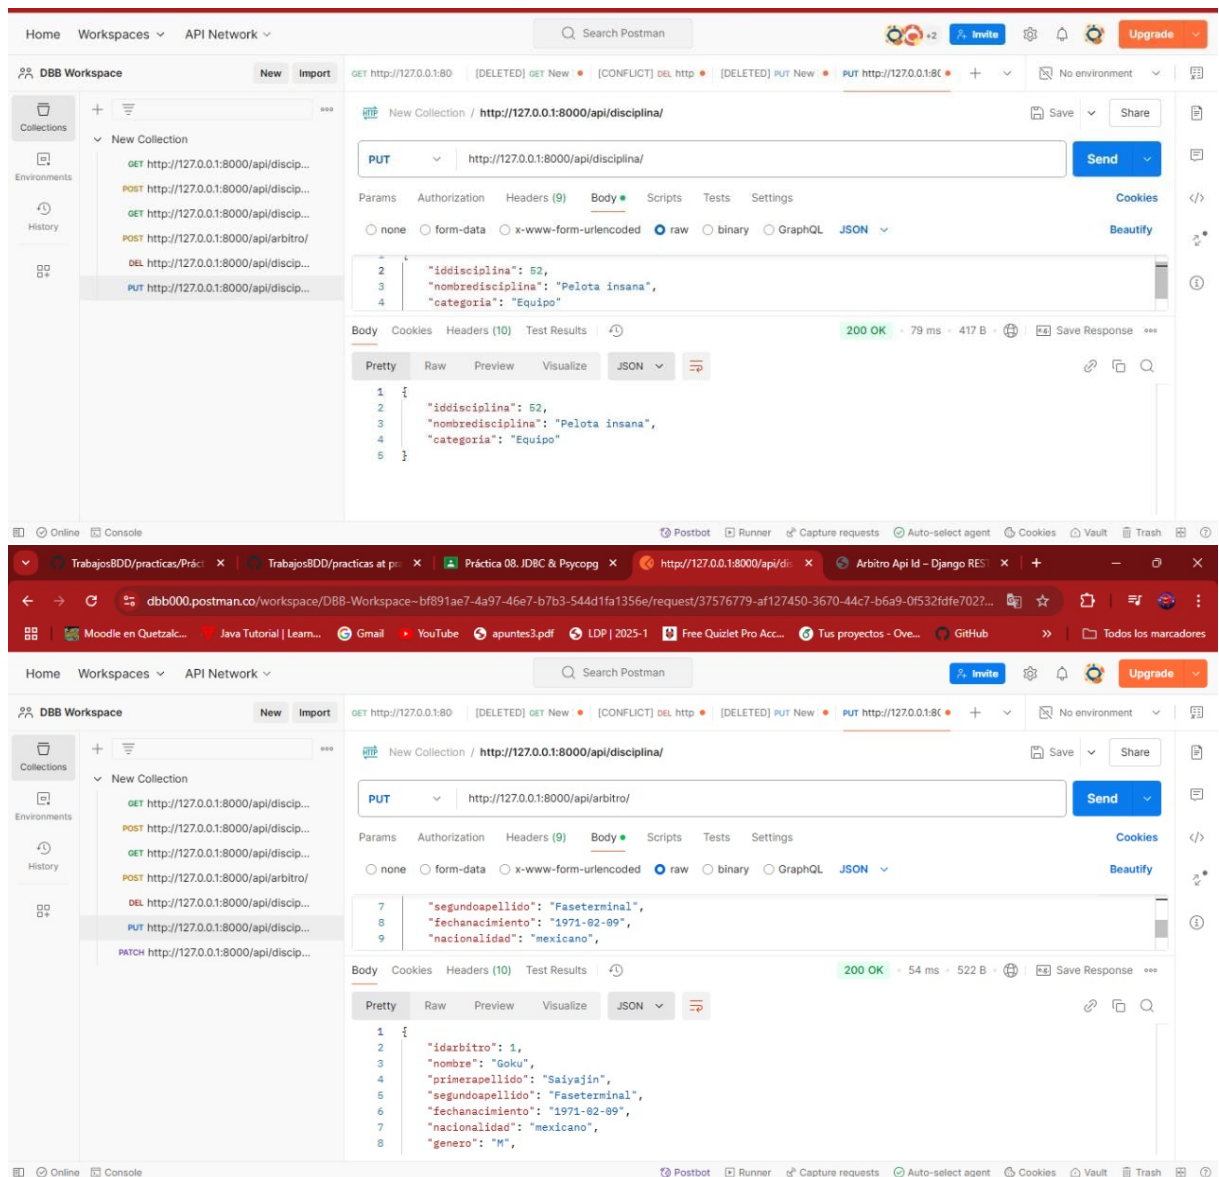 Home Workspaces API Network Search Postman +2 Invite Upgrade
DBB Workspace New Import GET http://127.0.0.1:80 [DELETED] GET New [CONFLICT] DEL http [DELETED] PUT New PUT http://127.0.0.1:8( + No environment
Collections
New Collection / http://127.0.0.1:8000/api/disciplina/ Save Share
New Collection
GET http://127.0.0.1:8000/api/discip...
POST http://127.0.0.1:8000/api/discip...
GET http://127.0.0.1:8000/api/discip...
POST http://127.0.0.1:8000/api/arbitro/
DEL http://127.0.0.1:8000/api/discip...
PUT http://127.0.0.1:8000/api/discip...
Environments
History
PUT http://127.0.0.1:8000/api/disciplina/ Send
Params Authorization Headers (9) Body Scripts Tests Settings Cookies
none form-data x-www-form-urlencoded raw binary GraphQL JSON Beautify
2 "iddisciplina": 52,
3 "nombredisciplina": "Pelota insana",
4 "categoria": "Equipo"
Body Cookies Headers (10) Test Results 200 OK 79 ms 417 B e.g. Save Response
Pretty Raw Preview Visualize JSON
1 {
2 "iddisciplina": 52,
3 "nombredisciplina": "Pelota insana",
4 "categoria": "Equipo"
5 }
Online Console Postbot Runner Capture requests Auto-select agent Cookies Vault Trash
TrabajosBDD/practicas/Práct TrabajosBDD/practicas at pra Práctica 08. JDBC & Psycopg http://127.0.0.1:8000/api/dis Arbitro Api Id – Django REST
dbb000.postman.co/workspace/DBB-Workspace~bf891ae7-4a97-46e7-b7b3-544d1fa1356e/request/37576779-af127450-3670-44c7-b6a9-0f532fdfe702?...
Moodle en Quetzalc... Java Tutorial | Learn... Gmail YouTube apuntes3.pdf LDP | 2025-1 Free Quizlet Pro Acc... Tus proyectos - Ove... GitHub » Todos los marcadores
Home Workspaces API Network Search Postman Invite Upgrade
DBB Workspace New Import GET http://127.0.0.1:80 [DELETED] GET New [CONFLICT] DEL http [DELETED] PUT New PUT http://127.0.0.1:8( + No environment
Collections
New Collection / http://127.0.0.1:8000/api/disciplina/ Save Share
New Collection
GET http://127.0.0.1:8000/api/discip...
POST http://127.0.0.1:8000/api/discip...
GET http://127.0.0.1:8000/api/discip...
POST http://127.0.0.1:8000/api/arbitro/
DEL http://127.0.0.1:8000/api/discip...
PUT http://127.0.0.1:8000/api/discip...
PATCH http://127.0.0.1:8000/api/discip...
Environments
History
PUT http://127.0.0.1:8000/api/arbitro/ Send
Params Authorization Headers (9) Body Scripts Tests Settings Cookies
none form-data x-www-form-urlencoded raw binary GraphQL JSON Beautify
7 "segundoapellido": "Faseterminal",
8 "fechanacimiento": "1971-02-09",
9 "nacionalidad": "mexicano",
Body Cookies Headers (10) Test Results 200 OK 54 ms 522 B e.g. Save Response
Pretty Raw Preview Visualize JSON
1 {
2 "idarbitro": 1,
3 "nombre": "Goku",
4 "primerapellido": "Saiyajin",
5 "segundoapellido": "Faseterminal",
6 "fechanacimiento": "1971-02-09",
7 "nacionalidad": "mexicano",
8 "genero": "M",
Online Console Postbot Runner Capture requests Auto-select agent Cookies Vault Trash